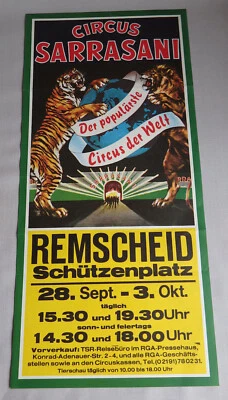 CIRCUS
SARRASANI
Der populärste
Circus der Welt
REMSCHEID
Schützenplatz
28. Sept. - 3. Okt.
täglich
15.30 und 19.30 Uhr
sonn- und feiertags
14.30 und 18.00 Uhr
Vorverkauf: TSR-Reisebüro im RGA-Pressehaus,
Konrad-Adenauer-Str. 2-4, und alle RGA-Geschäfts-
stellen sowie an den Circuskassen, Tel. (02191) 780231.
Tierschau täglich von 10.00 bis 18.00 Uhr